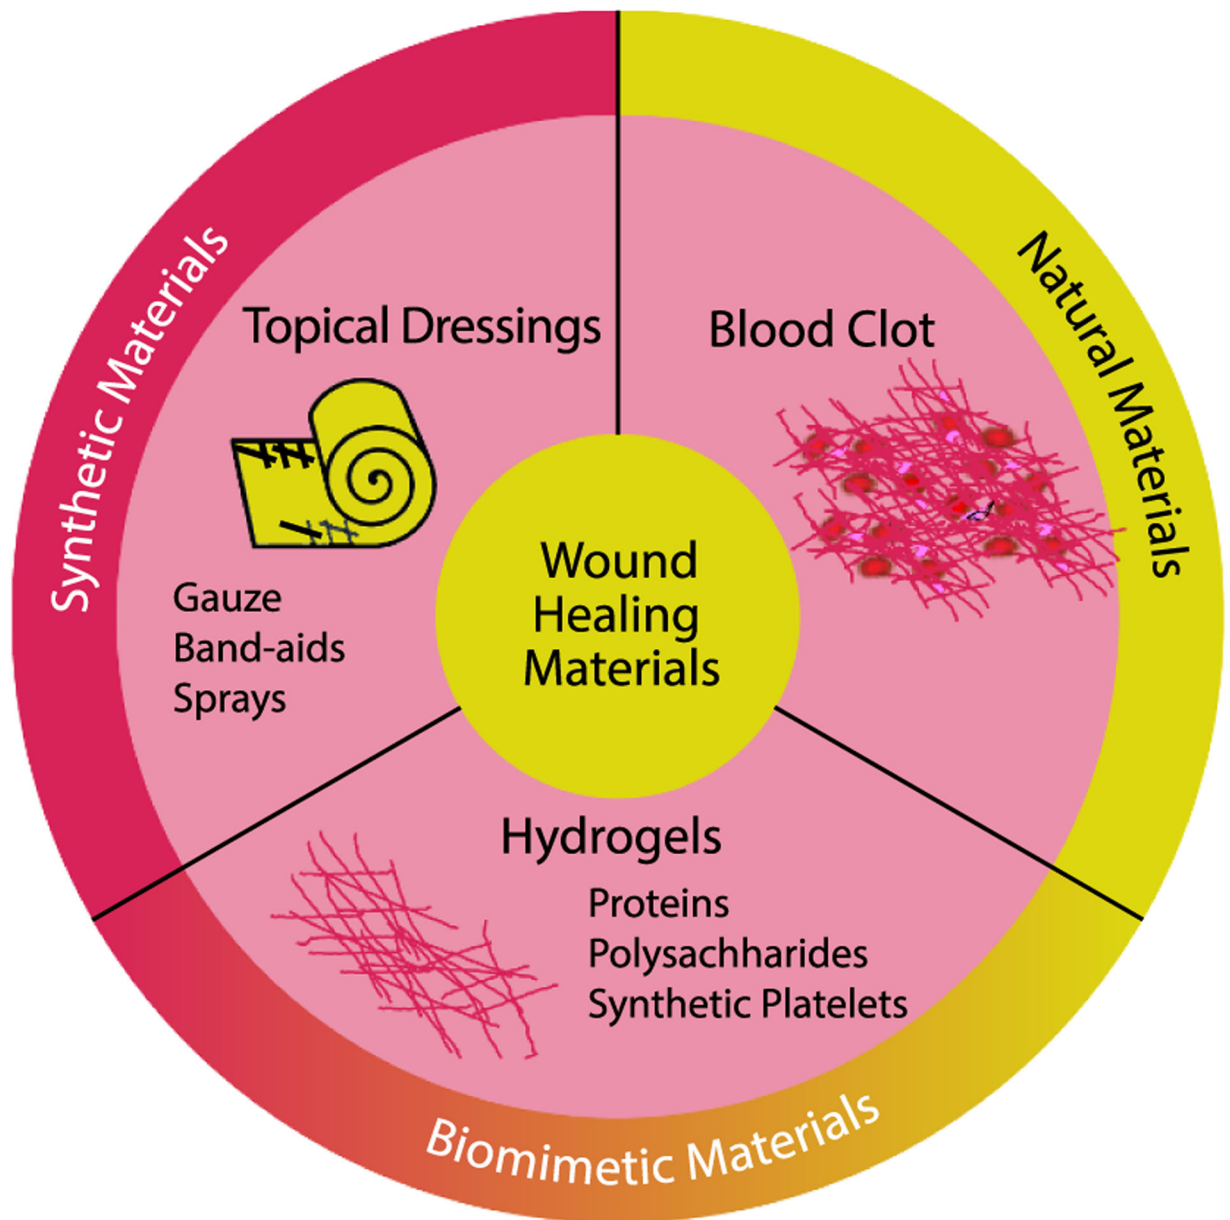 Synthetic Materials
Natural Materials
Topical Dressings
Gauze
Band-aids
Sprays
Blood Clot
Wound
Healing
Materials
Hydrogels
Proteins
Polysachharides
Synthetic Platelets
Biomimetic Materials